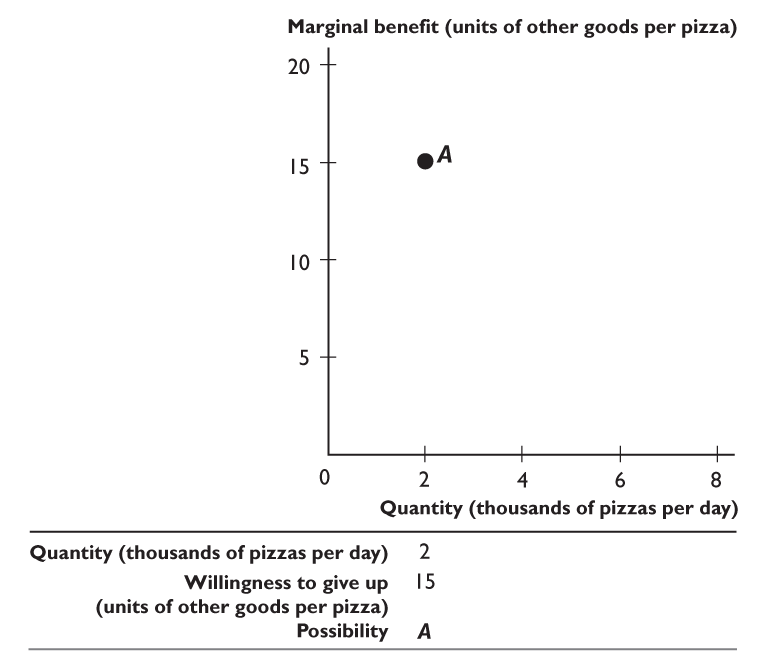 Marginal benefit (units of other goods per pizza)
20
15
A
10
5
0
2
4
6
8
Quantity (thousands of pizzas per day)
Quantity (thousands of pizzas per day) 2
Willingness to give up 15
(units of other goods per pizza)
Possibility A